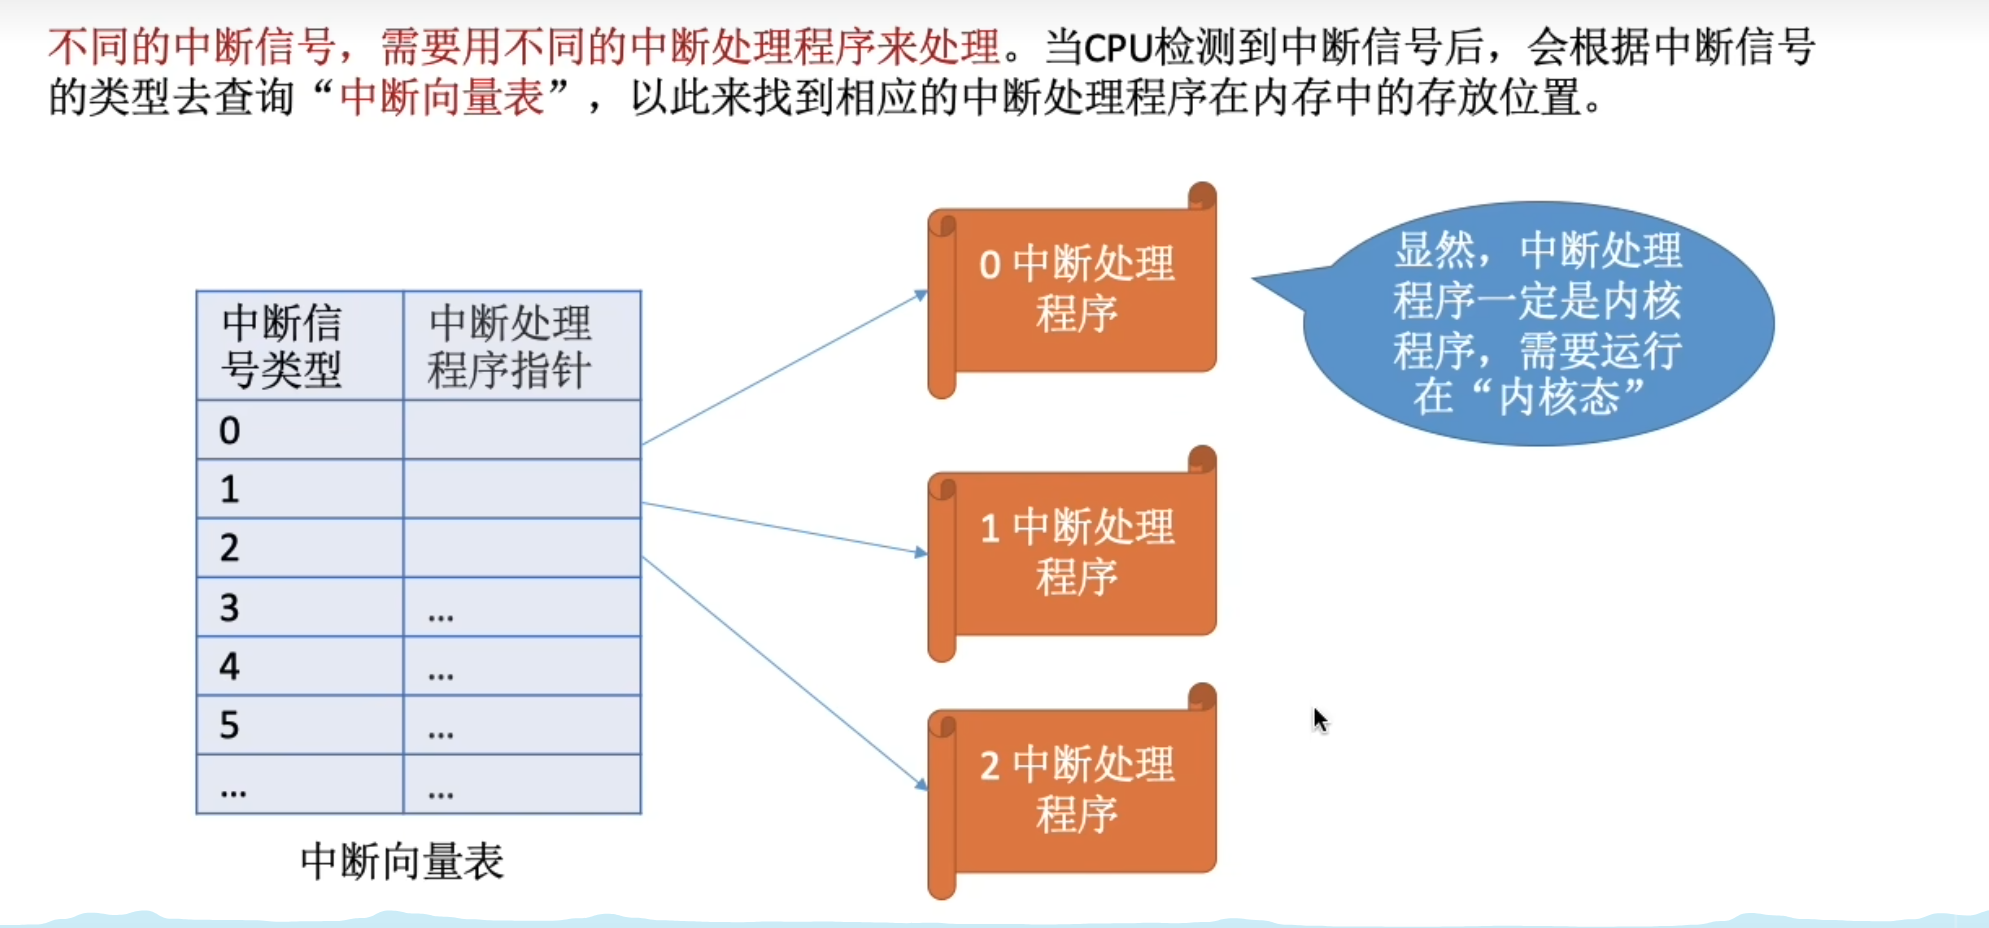 不同的中断信号，需要用不同的中断处理程序来处理。当CPU检测到中断信号后，会根据中断信号
的类型去查询“中断向量表”，以此来找到相应的中断处理程序在内存中的存放位置。
中断信
号类型
中断处理
程序指针
0
1
2
3 ...
4 ...
5 ...
... ...
中断向量表
0 中断处理
程序
1 中断处理
程序
2 中断处理
程序
显然，中断处理
程序一定是内核
程序，需要运行
在“内核态”